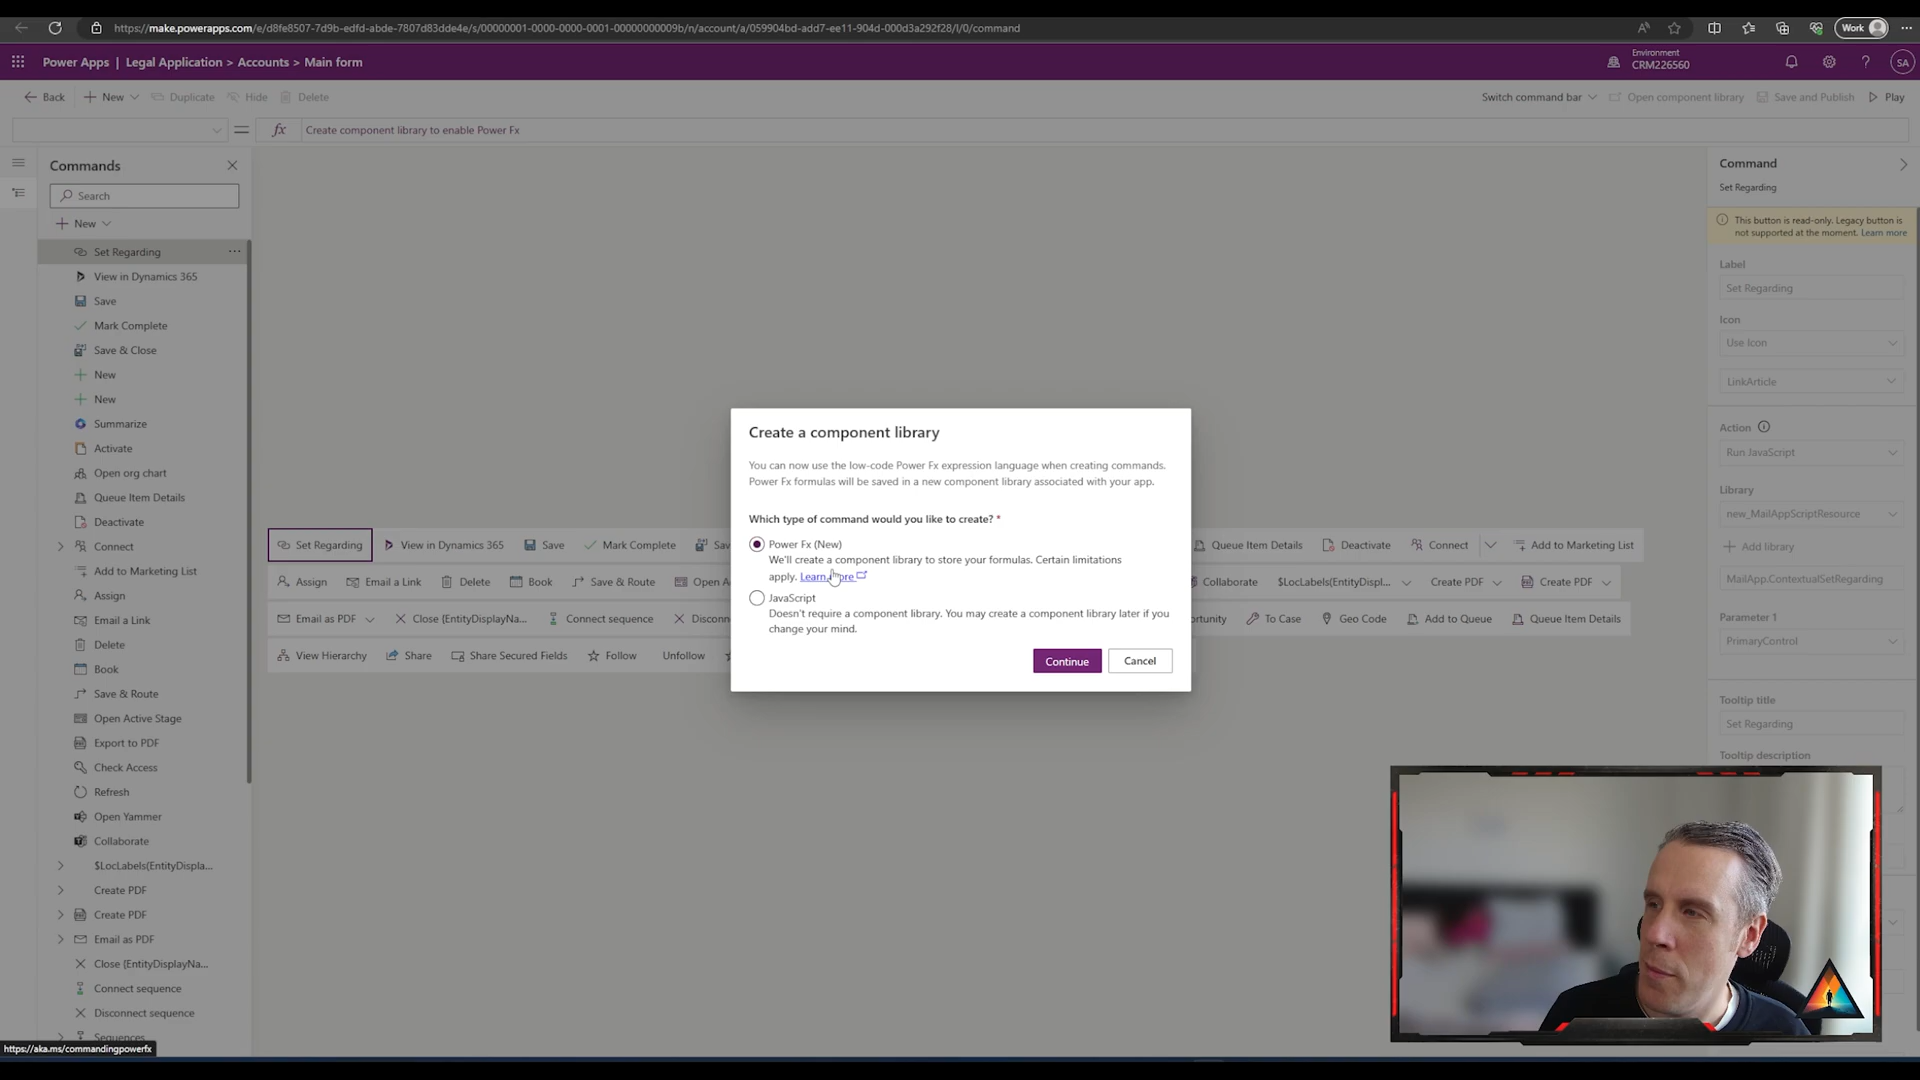 https://make.powerapps.com/e/d8fe8507-7d9b-edfd-abde-7807d83dde4e/s/00000001-0000-0000-0001-00000000009b/n/account/a/059904bd-add7-ee11-904d-000d3a292f28/l/0/command
Work
Power Apps | Legal Application > Accounts > Main form
Environment
CRM226560
SA
Back
New
Duplicate
Hide
Delete
Switch command bar
Open component library
Save and Publish
Play
= fx Create component library to enable Power Fx
Commands
Search
New
Set Regarding
View in Dynamics 365
Save
Mark Complete
Save & Close
New
New
Summarize
Activate
Open org chart
Queue Item Details
Deactivate
Connect
Add to Marketing List
Assign
Email a Link
Delete
Book
Save & Route
Open Active Stage
Export to PDF
Check Access
Refresh
Open Yammer
Collaborate
$LocLabels(EntityDispla...
Create PDF
Create PDF
Email as PDF
Close {EntityDisplayNa...
Connect sequence
Disconnect sequence
Sequences
https://aka.ms/commandingpowerfx
Set Regarding
View in Dynamics 365
Save
Mark Complete
Sav
Queue Item Details
Deactivate
Connect
Add to Marketing List
Assign
Email a Link
Delete
Book
Save & Route
Open A
Collaborate
$LocLabels(EntityDispl...
Create PDF
Create PDF
Email as PDF
Close {EntityDisplayNa...
Connect sequence
Disconn
ortunity
To Case
Geo Code
Add to Queue
Queue Item Details
View Hierarchy
Share
Share Secured Fields
Follow
Unfollow
Create a component library
You can now use the low-code Power Fx expression language when creating commands.
Power Fx formulas will be saved in a new component library associated with your app.
Which type of command would you like to create? *
Power Fx (New)
We'll create a component library to store your formulas. Certain limitations
apply. Learn more
JavaScript
Doesn't require a component library. You may create a component library later if you
change your mind.
Continue
Cancel
Command
Set Regarding
This button is read-only. Legacy button is
not supported at the moment. Learn more
Label
Set Regarding
Icon
Use Icon
LinkArticle
Action
Run JavaScript
Library
new_MailAppScriptResource
Add library
MailApp.ContextualSetRegarding
Parameter 1
PrimaryControl
Tooltip title
Set Regarding
Tooltip description